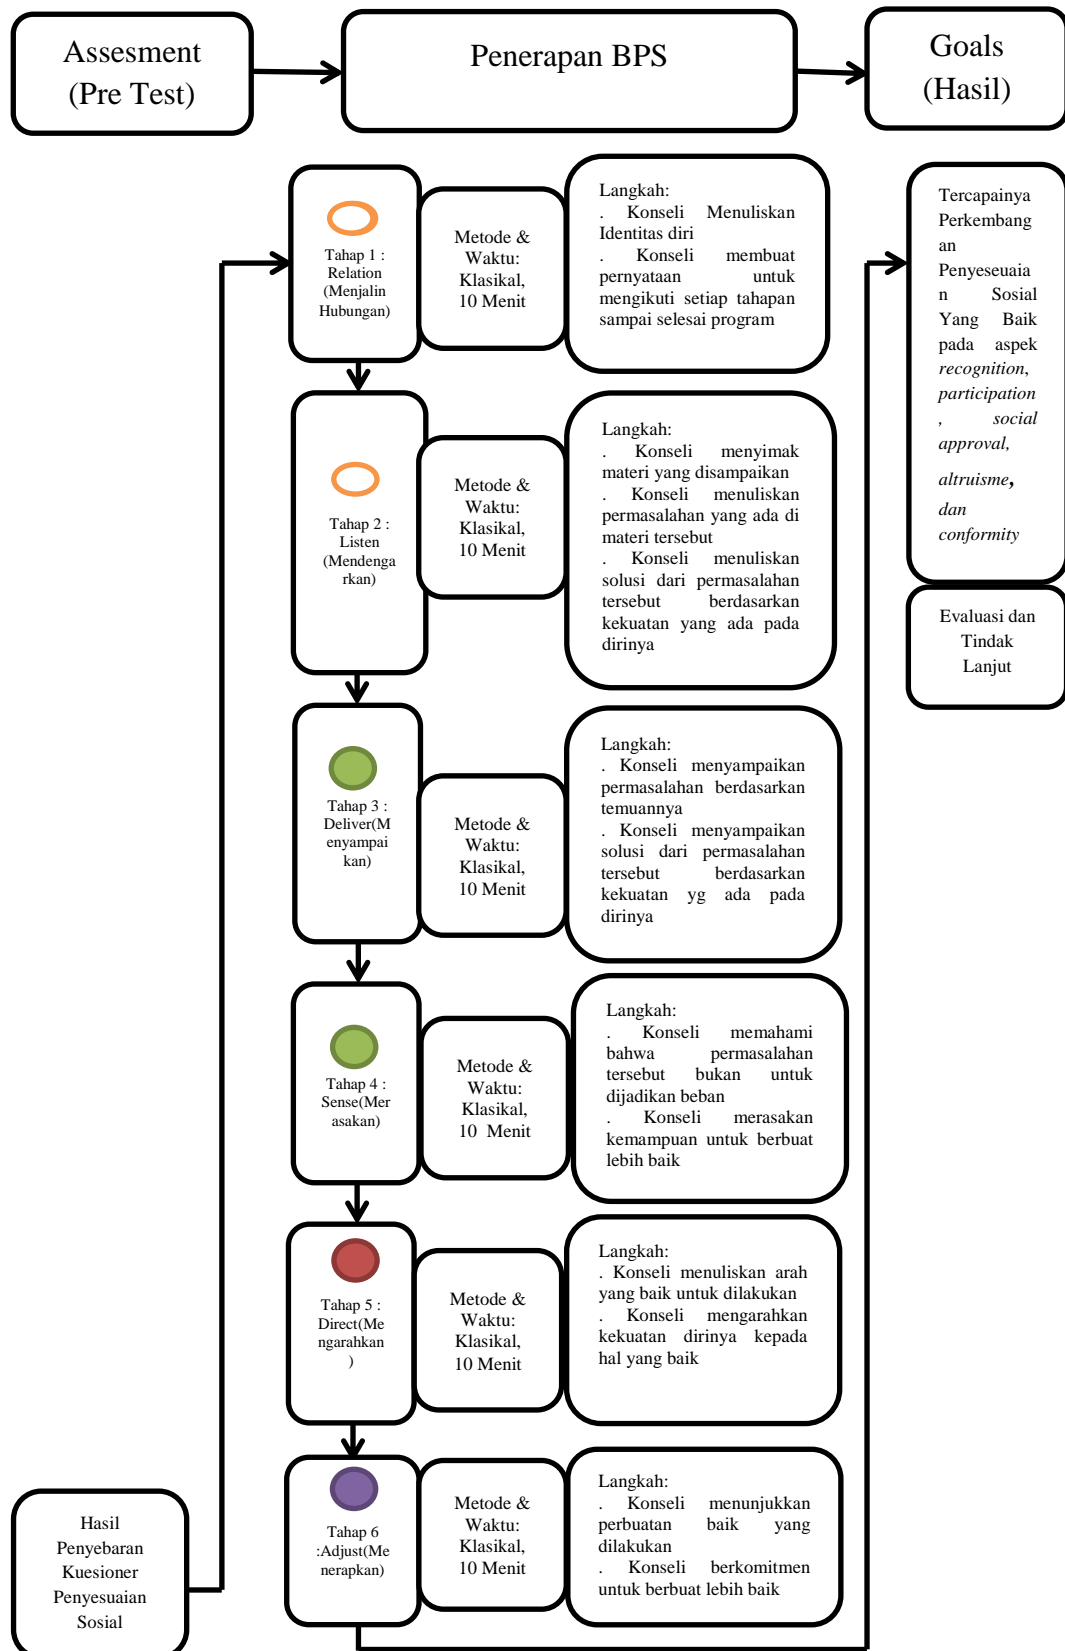 Assesment
(Pre Test)
Penerapan BPS
Goals
(Hasil)
Tahap 1 :
Relation
(Menjalin
Hubungan)
Metode &
Waktu:
Klasikal,
10 Menit
Langkah:
. Konseli Menuliskan
Identitas diri
. Konseli membuat
pernyataan untuk
mengikuti setiap tahapan
sampai selesai program
Tahap 2 :
Listen
(Mendenga
rkan)
Metode &
Waktu:
Klasikal,
10 Menit
Langkah:
. Konseli menyimak
materi yang disampaikan
. Konseli menuliskan
permasalahan yang ada di
materi tersebut
. Konseli menuliskan
solusi dari permasalahan
tersebut berdasarkan
kekuatan yang ada pada
dirinya
Tahap 3 :
Deliver(M
enyampai
kan)
Metode &
Waktu:
Klasikal,
10 Menit
Langkah:
. Konseli menyampaikan
permasalahan berdasarkan
temuannya
. Konseli menyampaikan
solusi dari permasalahan
tersebut berdasarkan
kekuatan yg ada pada
dirinya
Tahap 4 :
Sense(Mer
asakan)
Metode &
Waktu:
Klasikal,
10 Menit
Langkah:
. Konseli memahami
bahwa permasalahan
tersebut bukan untuk
dijadikan beban
. Konseli merasakan
kemampuan untuk berbuat
lebih baik
Tahap 5 :
Direct(Me
ngarahkan
)
Metode &
Waktu:
Klasikal,
10 Menit
Langkah:
. Konseli menuliskan arah
yang baik untuk dilakukan
. Konseli mengarahkan
kekuatan dirinya kepada
hal yang baik
Tahap 6
:Adjust(Me
nerapkan)
Metode &
Waktu:
Klasikal,
10 Menit
Langkah:
. Konseli menunjukkan
perbuatan baik yang
dilakukan
. Konseli berkomitmen
untuk berbuat lebih baik
Hasil
Penyebaran
Kuesioner
Penyesuaian
Sosial
Tercapainya
Perkembang
an
Penyeseuaia
n Sosial
Yang Baik
pada aspek
recognition,
participation
, social
approval,
altruisme,
dan
conformity
Evaluasi dan
Tindak
Lanjut